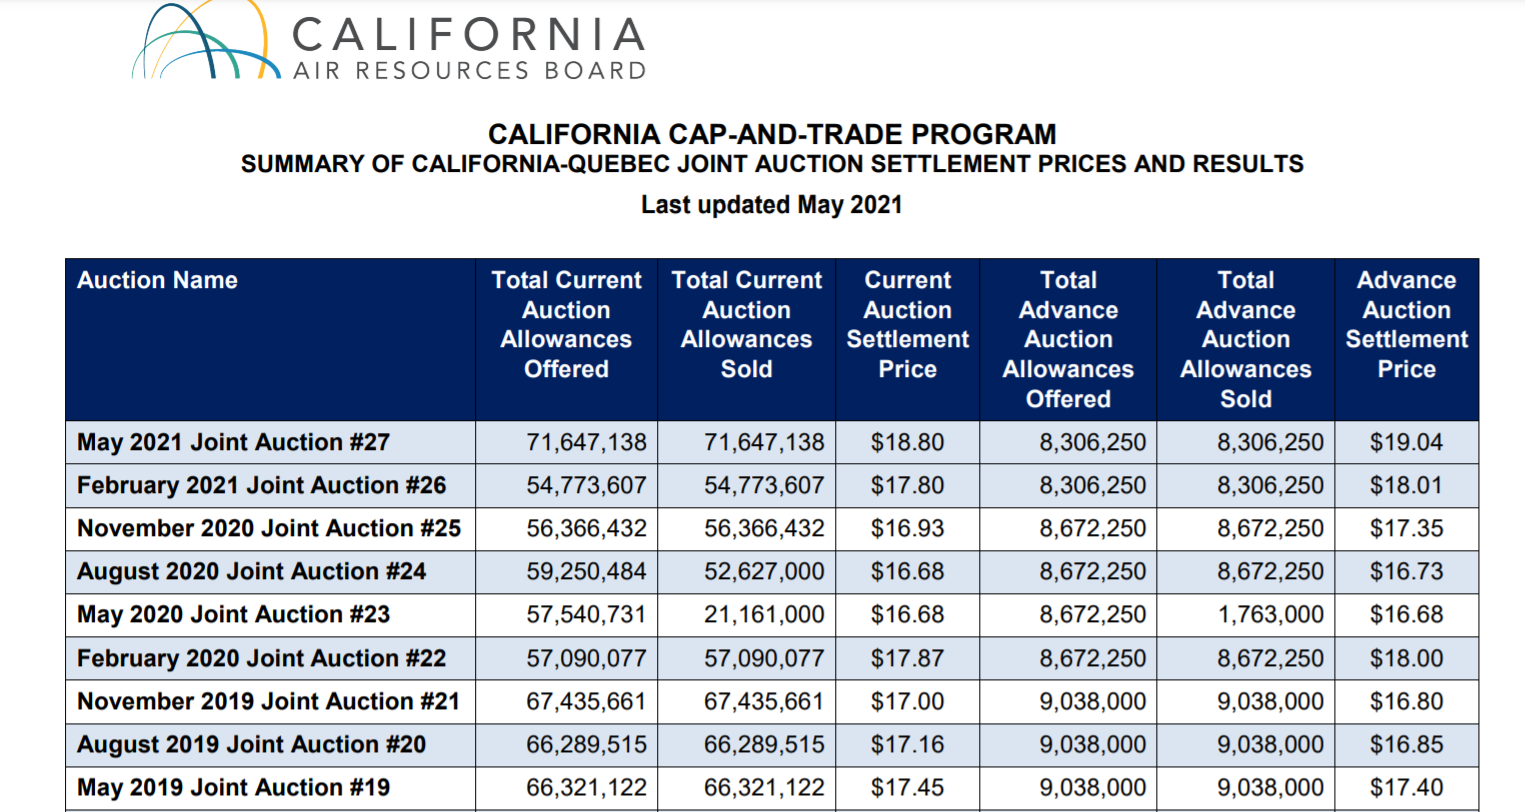 CALIFORNIA
AIR RESOURCES BOARD
CALIFORNIA CAP-AND-TRADE PROGRAM
SUMMARY OF CALIFORNIA-QUEBEC JOINT AUCTION SETTLEMENT PRICES AND RESULTS
Last updated May 2021
Auction Name
Total Current
Auction
Allowances
Offered
Total Current
Auction
Allowances
Sold
Current
Auction
Settlement
Price
Total
Advance
Auction
Allowances
Offered
Total
Advance
Auction
Allowances
Sold
Advance
Auction
Settlement
Price
May 2021 Joint Auction #27 71,647,138 71,647,138 $18.80 8,306,250 8,306,250 $19.04
February 2021 Joint Auction #26 54,773,607 54,773,607 $17.80 8,306,250 8,306,250 $18.01
November 2020 Joint Auction #25 56,366,432 56,366,432 $16.93 8,672,250 8,672,250 $17.35
August 2020 Joint Auction #24 59,250,484 52,627,000 $16.68 8,672,250 8,672,250 $16.73
May 2020 Joint Auction #23 57,540,731 21,161,000 $16.68 8,672,250 1,763,000 $16.68
February 2020 Joint Auction #22 57,090,077 57,090,077 $17.87 8,672,250 8,672,250 $18.00
November 2019 Joint Auction #21 67,435,661 67,435,661 $17.00 9,038,000 9,038,000 $16.80
August 2019 Joint Auction #20 66,289,515 66,289,515 $17.16 9,038,000 9,038,000 $16.85
May 2019 Joint Auction #19 66,321,122 66,321,122 $17.45 9,038,000 9,038,000 $17.40